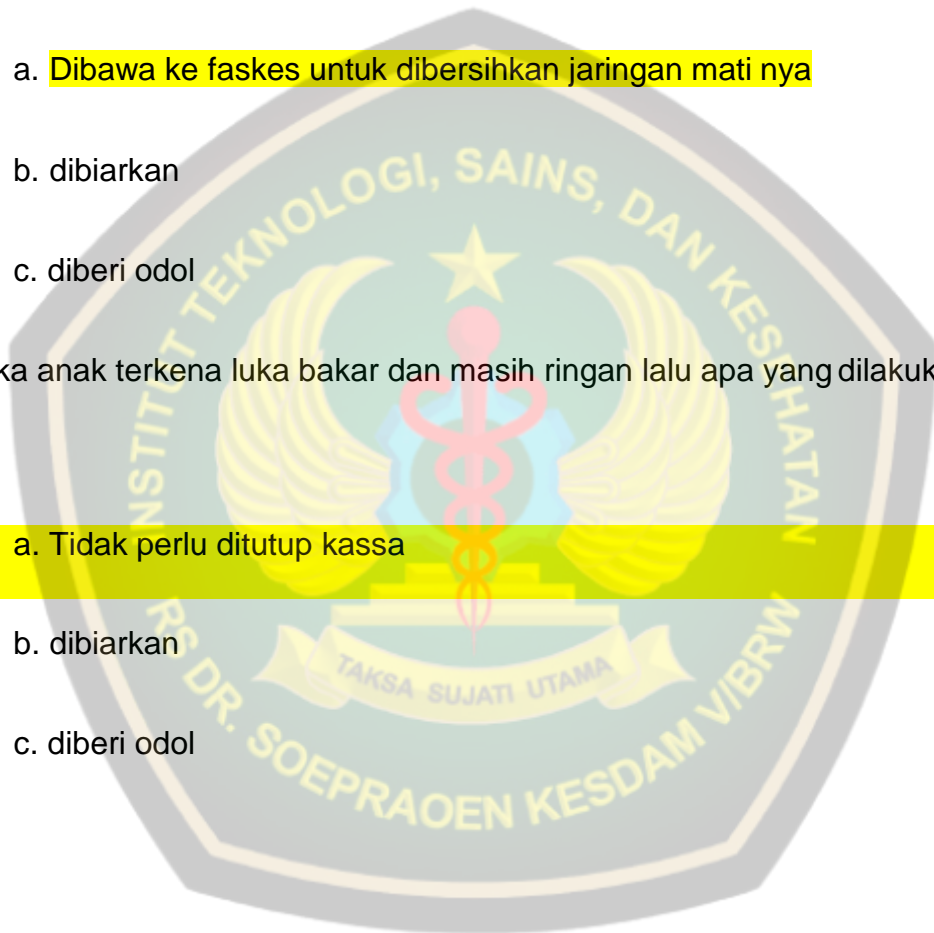 a. Dibawa ke faskes untuk dibersihkan jaringan mati nya
b. dibiarkan
c. diberi odol
ka anak terkena luka bakar dan masih ringan lalu apa yang dilakuk
a. Tidak perlu ditutup kassa
b. dibiarkan
c. diberi odol
INSTITUT TEKNOLOGI, SAINS, DAN KESEHATAN
TAKSA SUJATI UTAMA
RS DR. SOEPRAOEN KESDAM V/BRW